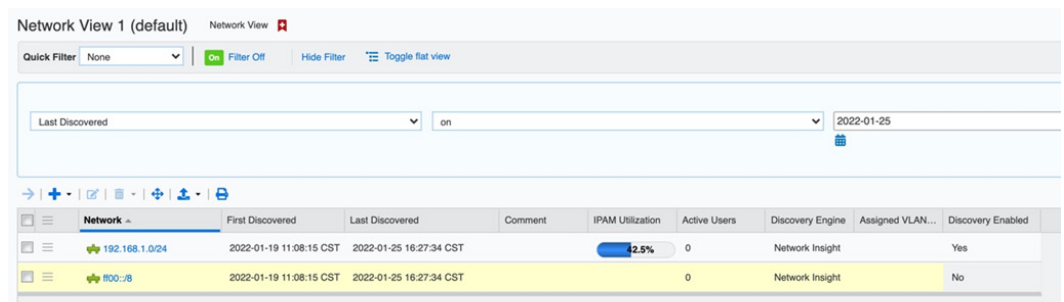 Network View 1 (default) Network View
Quick Filter None On Filter Off Hide Filter Toggle flat view
Last Discovered on 2022-01-25
Network First Discovered Last Discovered Comment IPAM Utilization Active Users Discovery Engine Assigned VLAN... Discovery Enabled
192.168.1.0/24 2022-01-19 11:08:15 CST 2022-01-25 16:27:34 CST 42.5% 0 Network Insight Yes
ff00::/8 2022-01-19 11:08:15 CST 2022-01-25 16:27:34 CST 0 Network Insight No